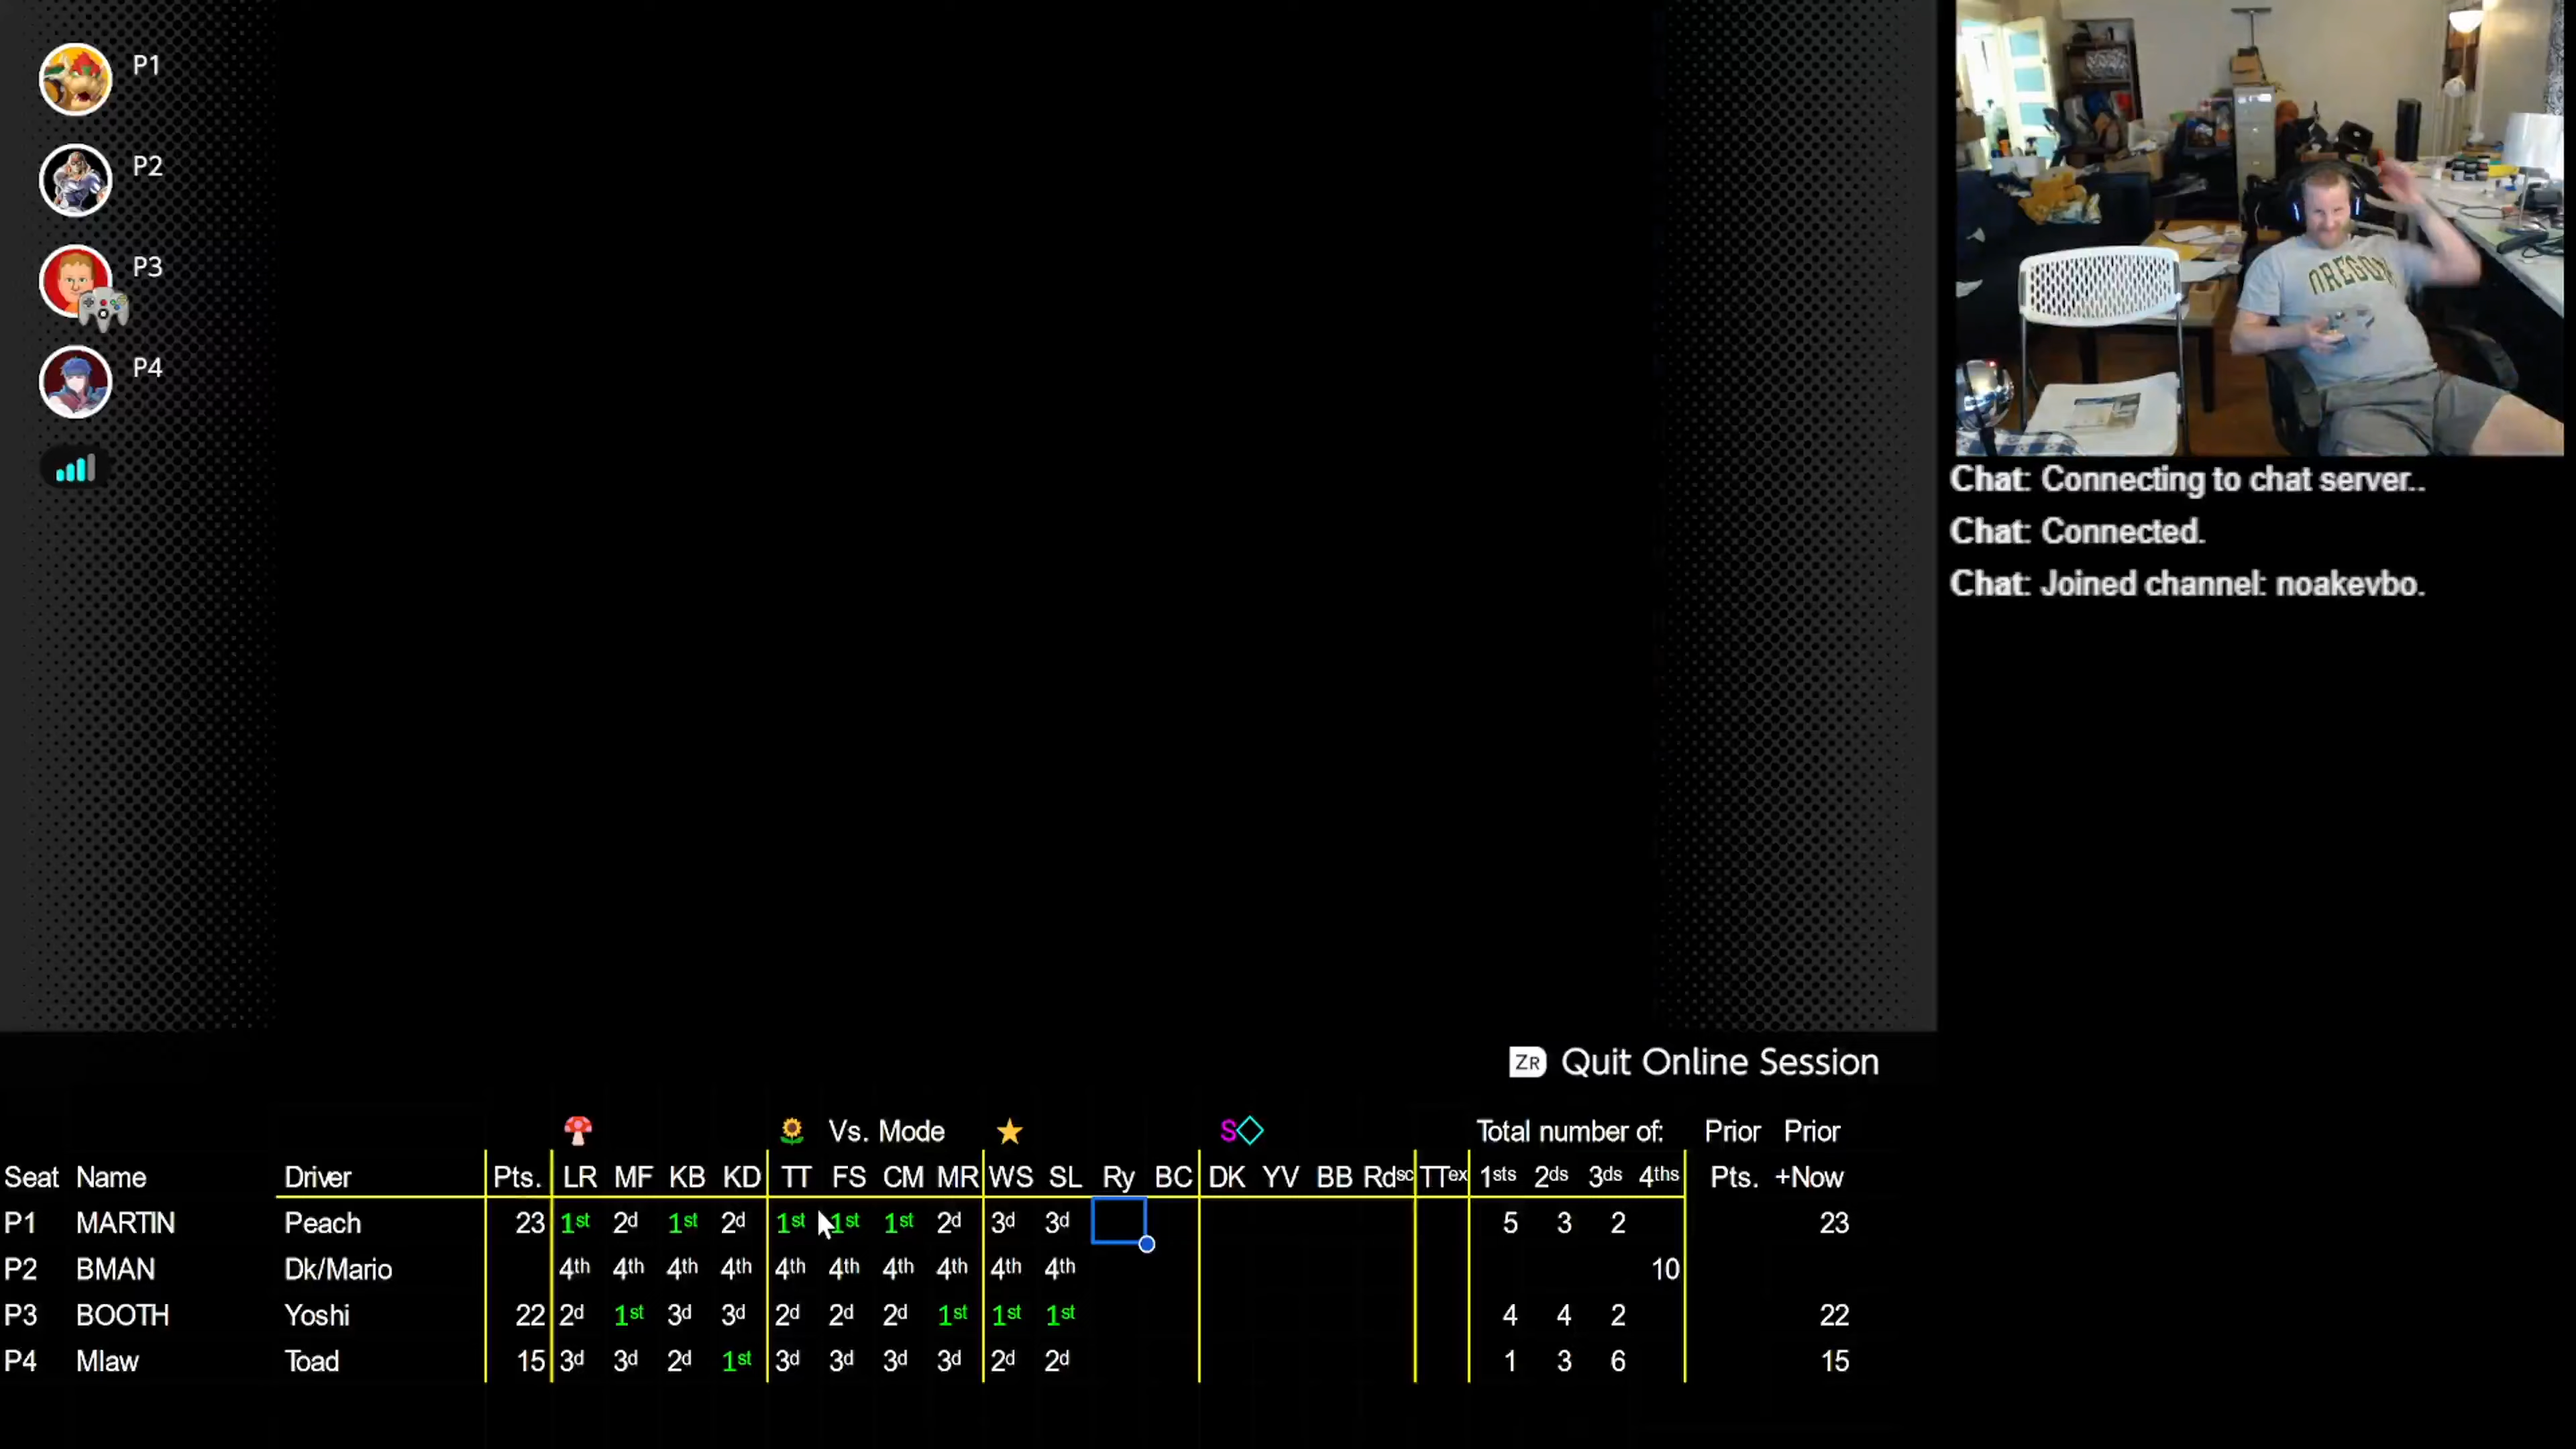 P1
P2
P3
P4
OREGON
Chat: Connecting to chat server..
Chat: Connected.
Chat: Joined channel: noakevbo.
ZR Quit Online Session
Vs. Mode S Total number of: Prior Prior
Seat Name Driver Pts. LR MF KB KD TT FS CM MR WS SL Ry BC DK YV BB Rdsc TTex 1sts 2ds 3ds 4ths Pts. +Now
P1 MARTIN Peach 23 1st 2d 1st 2d 1st 1st 1st 2d 3d 3d 5 3 2 23
P2 BMAN Dk/Mario 4th 4th 4th 4th 4th 4th 4th 4th 4th 4th 10
P3 BOOTH Yoshi 22 2d 1st 3d 3d 2d 2d 2d 1st 1st 1st 4 4 2 22
P4 Mlaw Toad 15 3d 3d 2d 1st 3d 3d 3d 3d 2d 2d 1 3 6 15